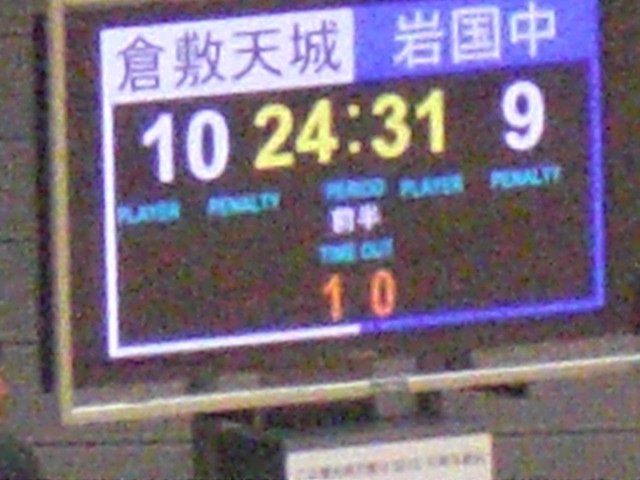 倉敷天城 岩国中
10 24:31 9
PLAYER PENALTY PERIOD PLAYER PENALTY
前半
TIME OUT
1 0